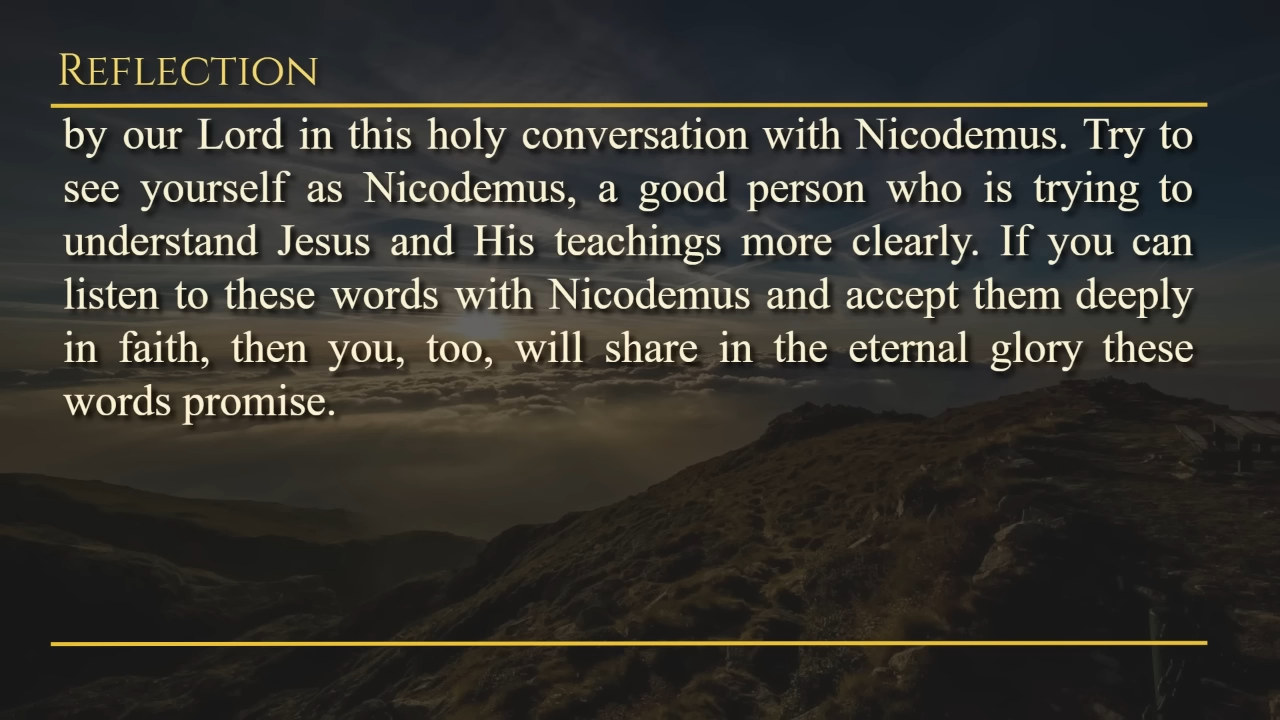 Reflection
by our Lord in this holy conversation with Nicodemus. Try to
see yourself as Nicodemus, a good person who is trying to
understand Jesus and His teachings more clearly. If you can
listen to these words with Nicodemus and accept them deeply
in faith, then you, too, will share in the eternal glory these
words promise.